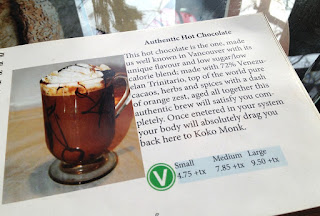 Authentic Hot Chocolate
This hot chocolate is the one, made
us well known in Vancouver with its
unique flavour and low sugar/low
calorie blend; made with 72% Venezu-
elan Trinitario, top of the world pure
cacaos, herbs and spices with a dash
of orange zest, aged all together this
authentic brew will satisfy you com-
pletely. Once enetered in your system
your body will absolutely drag you
back here to Koko Monk.
Small Medium Large
4.75 +tx 7.85 +tx 9.50 +tx
V